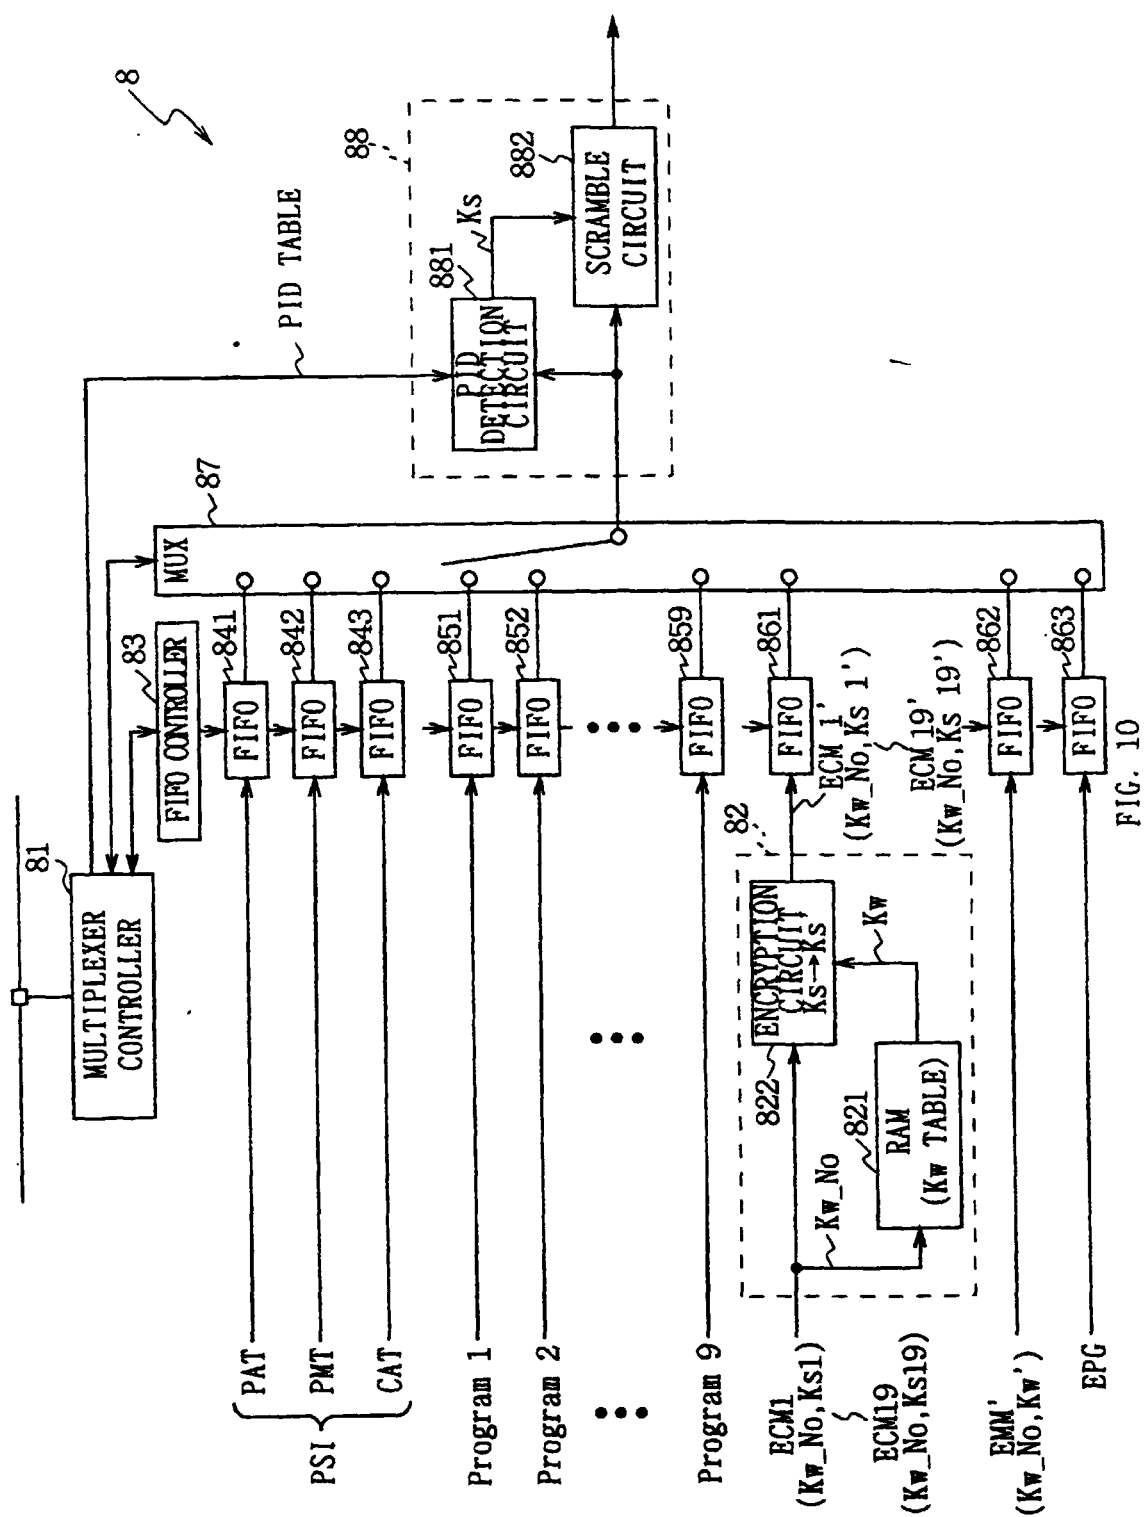 8
PID TABLE
88
881
Ks
882
PID
DETECTION
CIRCUIT
SCRAMBLE
CIRCUIT
87
MUX
81
MULTIPLEXER
CONTROLLER
83
FIFO CONTROLLER
841
FIFO
842
FIFO
843
FIFO
851
FIFO
852
FIFO
859
FIFO
861
FIFO
862
FIFO
863
FIFO
PSI
PAT
PMT
CAT
Program 1
Program 2
Program 9
ECM1
(Kw_No,Ks1)
ECM19
(Kw_No,Ks19)
EMM'
(Kw_No,Kw')
EPG
82
822
ENCRYPTION
CIRCUIT
Ks→Ks
Kw
Kw_No
821
RAM
(Kw TABLE)
ECM 1'
(Kw_No,Ks 1')
ECM 19'
(Kw_No,Ks 19')
FIG. 10